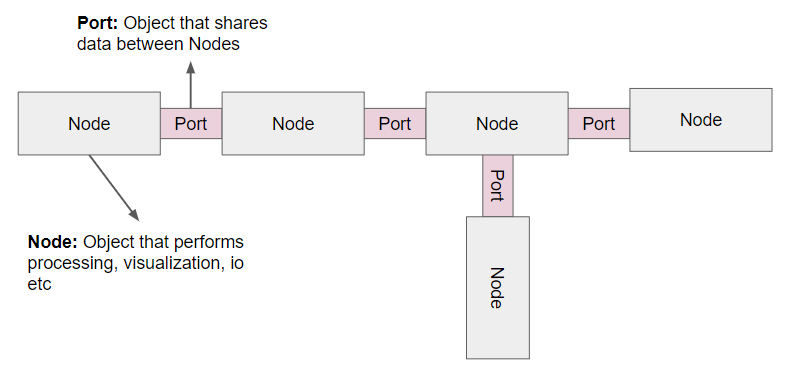 Port: Object that shares
data between Nodes
Node
Port
Node
Port
Node
Port
Node
Port
Node
Node: Object that performs
processing, visualization, io
etc